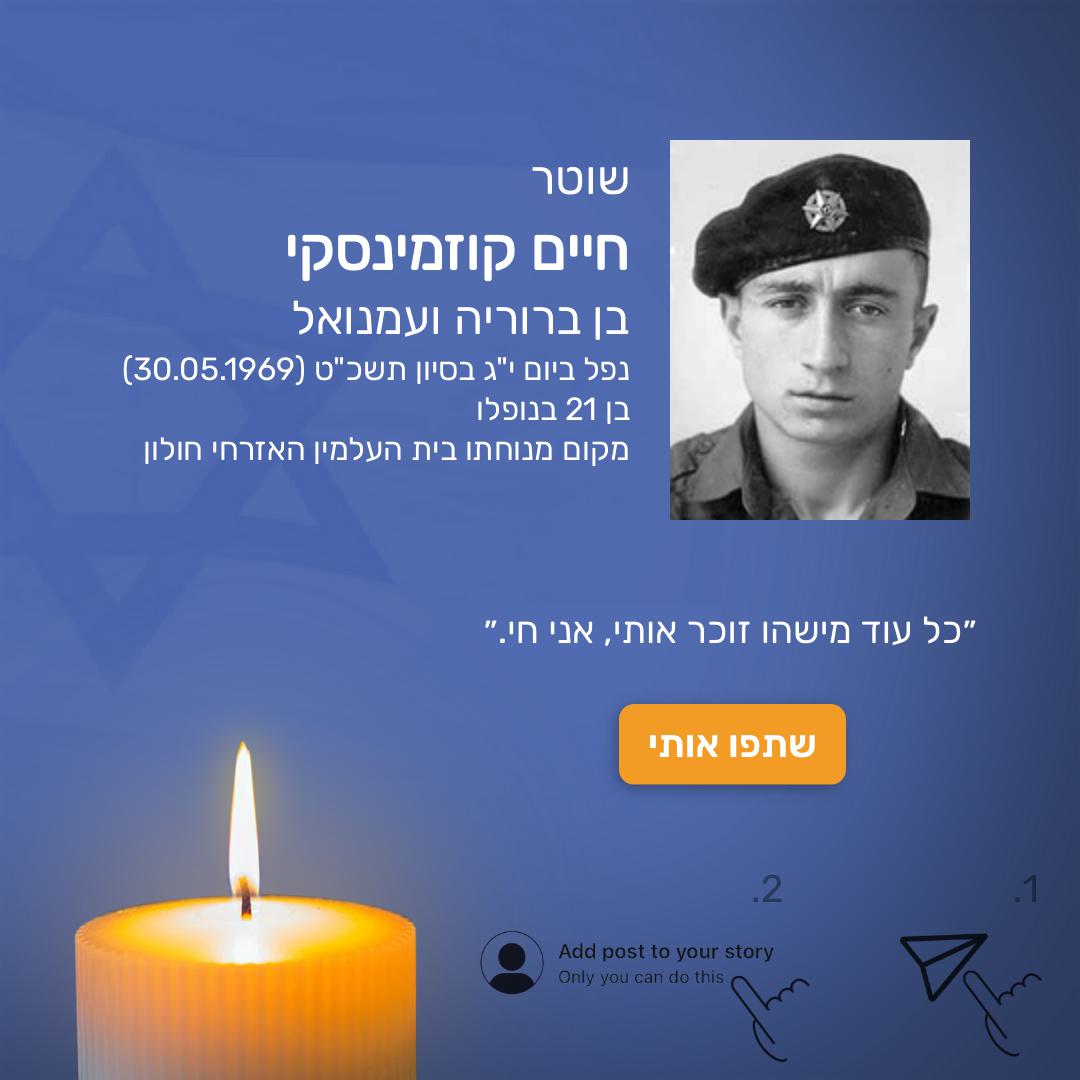 שוטר
חיים קוזמינסקי
בן ברוריה ועמנואל
נפל ביום י"ג בסיון תשכ"ט (30.05.1969)
בן 21 בנופלו
מקום מנוחתו בית העלמין האזרחי חולון
״כל עוד מישהו זוכר אותי, אני חי.״
שתפו אותי
1.
2.
Add post to your story
Only you can do this